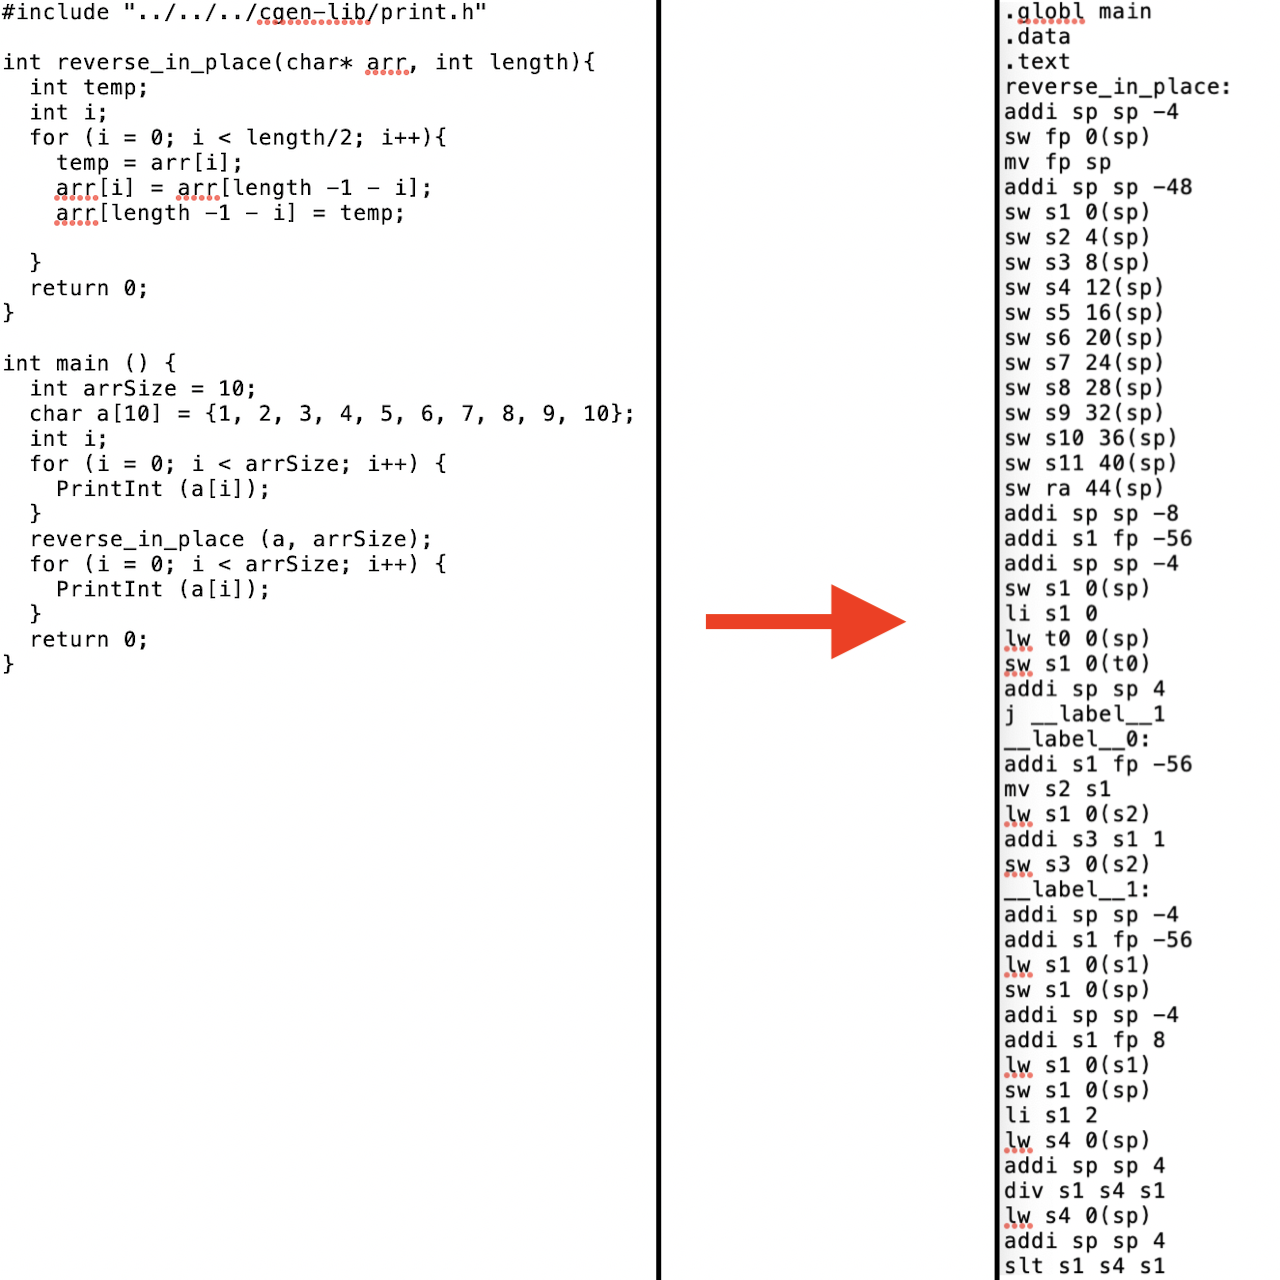 #include "../../../cgen-lib/print.h"

int reverse_in_place(char* arr, int length){
  int temp;
  int i;
  for (i = 0; i < length/2; i++){
    temp = arr[i];
    arr[i] = arr[length -1 - i];
    arr[length -1 - i] = temp;

  }
  return 0;
}

int main () {
  int arrSize = 10;
  char a[10] = {1, 2, 3, 4, 5, 6, 7, 8, 9, 10};
  int i;
  for (i = 0; i < arrSize; i++) {
    PrintInt (a[i]);
  }
  reverse_in_place (a, arrSize);
  for (i = 0; i < arrSize; i++) {
    PrintInt (a[i]);
  }
  return 0;
}
.globl main
.data
.text
reverse_in_place:
addi sp sp -4
sw fp 0(sp)
mv fp sp
addi sp sp -48
sw s1 0(sp)
sw s2 4(sp)
sw s3 8(sp)
sw s4 12(sp)
sw s5 16(sp)
sw s6 20(sp)
sw s7 24(sp)
sw s8 28(sp)
sw s9 32(sp)
sw s10 36(sp)
sw s11 40(sp)
sw ra 44(sp)
addi sp sp -8
addi s1 fp -56
addi sp sp -4
sw s1 0(sp)
li s1 0
lw t0 0(sp)
sw s1 0(t0)
addi sp sp 4
j __label__1
__label__0:
addi s1 fp -56
mv s2 s1
lw s1 0(s2)
addi s3 s1 1
sw s3 0(s2)
__label__1:
addi sp sp -4
addi s1 fp -56
lw s1 0(s1)
sw s1 0(sp)
addi sp sp -4
addi s1 fp 8
lw s1 0(s1)
sw s1 0(sp)
li s1 2
lw s4 0(sp)
addi sp sp 4
div s1 s4 s1
lw s4 0(sp)
addi sp sp 4
slt s1 s4 s1